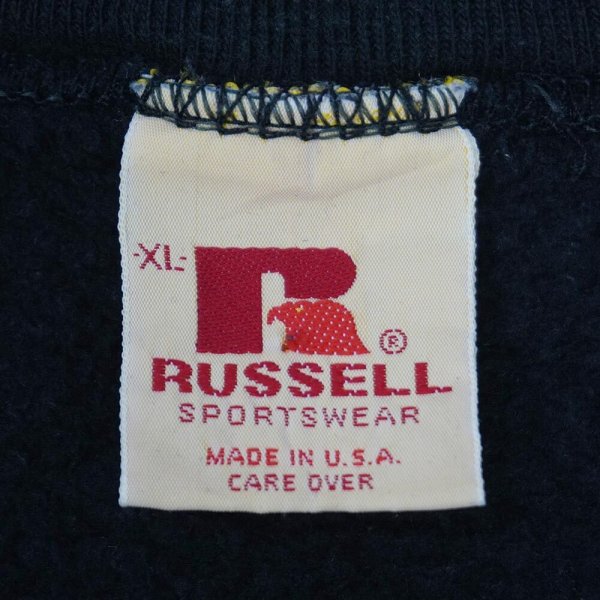 -XL-
R
®
RUSSELL
SPORTSWEAR
MADE IN U.S.A.
CARE OVER